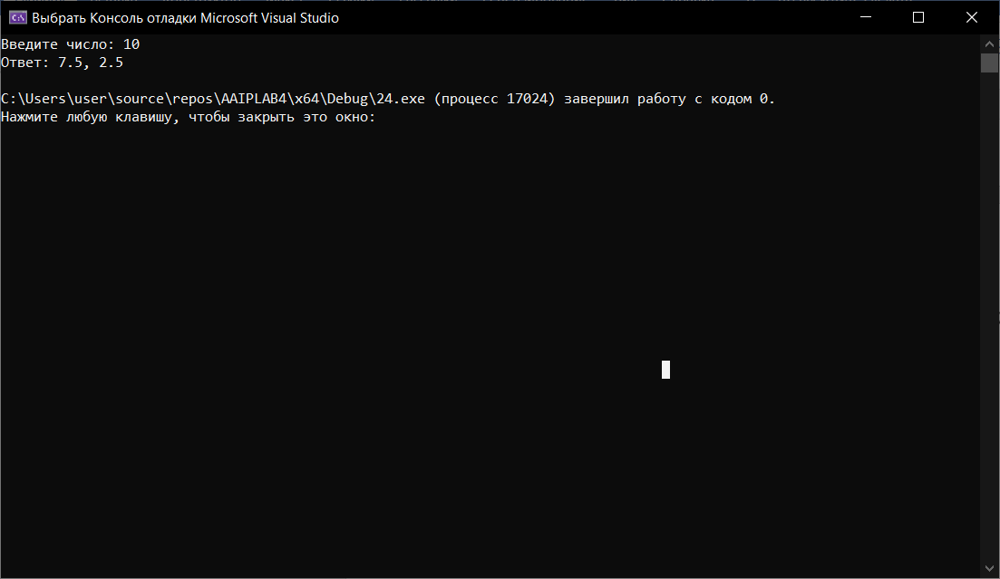 Выбрать Консоль отладки Microsoft Visual Studio
Введите число: 10
Ответ: 7.5, 2.5
C:\Users\user\source\repos\AAIPLAB4\x64\Debug\24.exe (процесс 17024) завершил работу с кодом 0.
Нажмите любую клавишу, чтобы закрыть это окно: